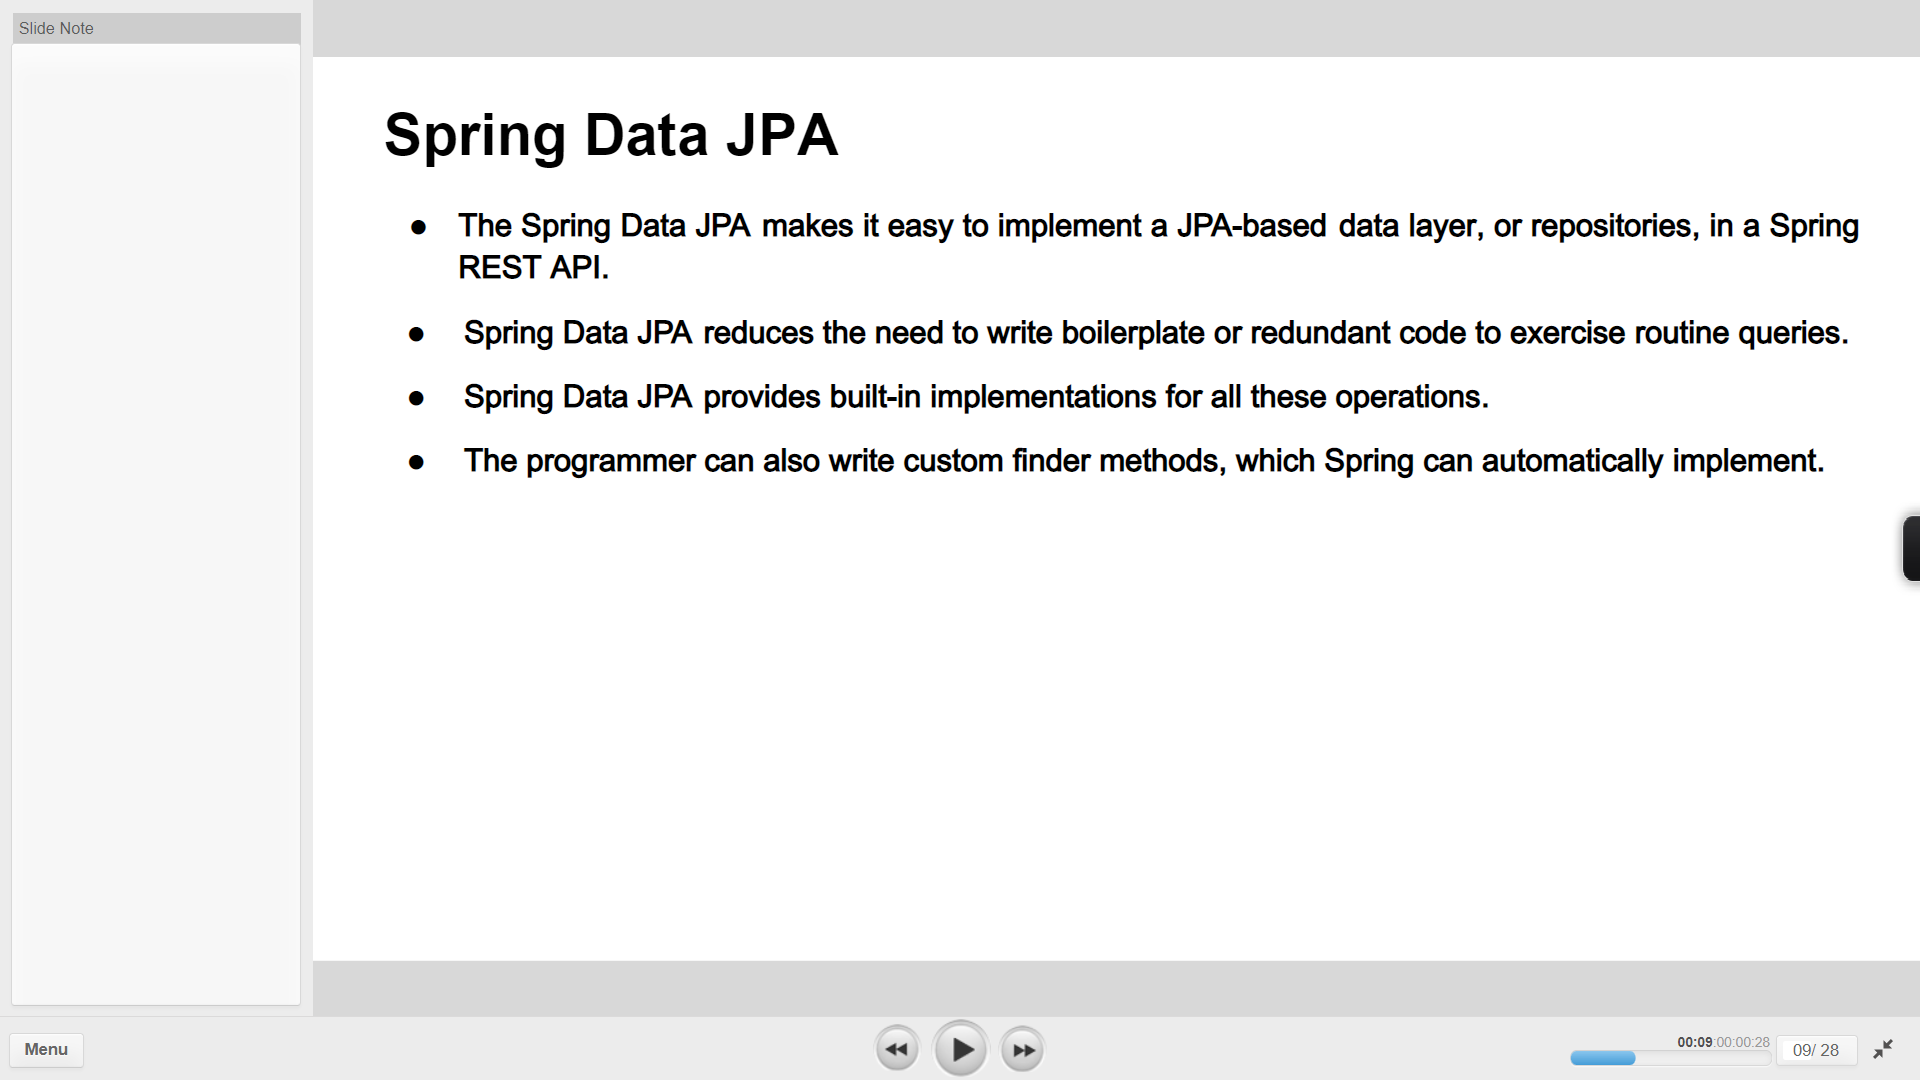 Slide Note
Spring Data JPA
● The Spring Data JPA makes it easy to implement a JPA-based data layer, or repositories, in a Spring
REST API.
● Spring Data JPA reduces the need to write boilerplate or redundant code to exercise routine queries.
● Spring Data JPA provides built-in implementations for all these operations.
● The programmer can also write custom finder methods, which Spring can automatically implement.
Menu
00:09:00:00:28
09/ 28